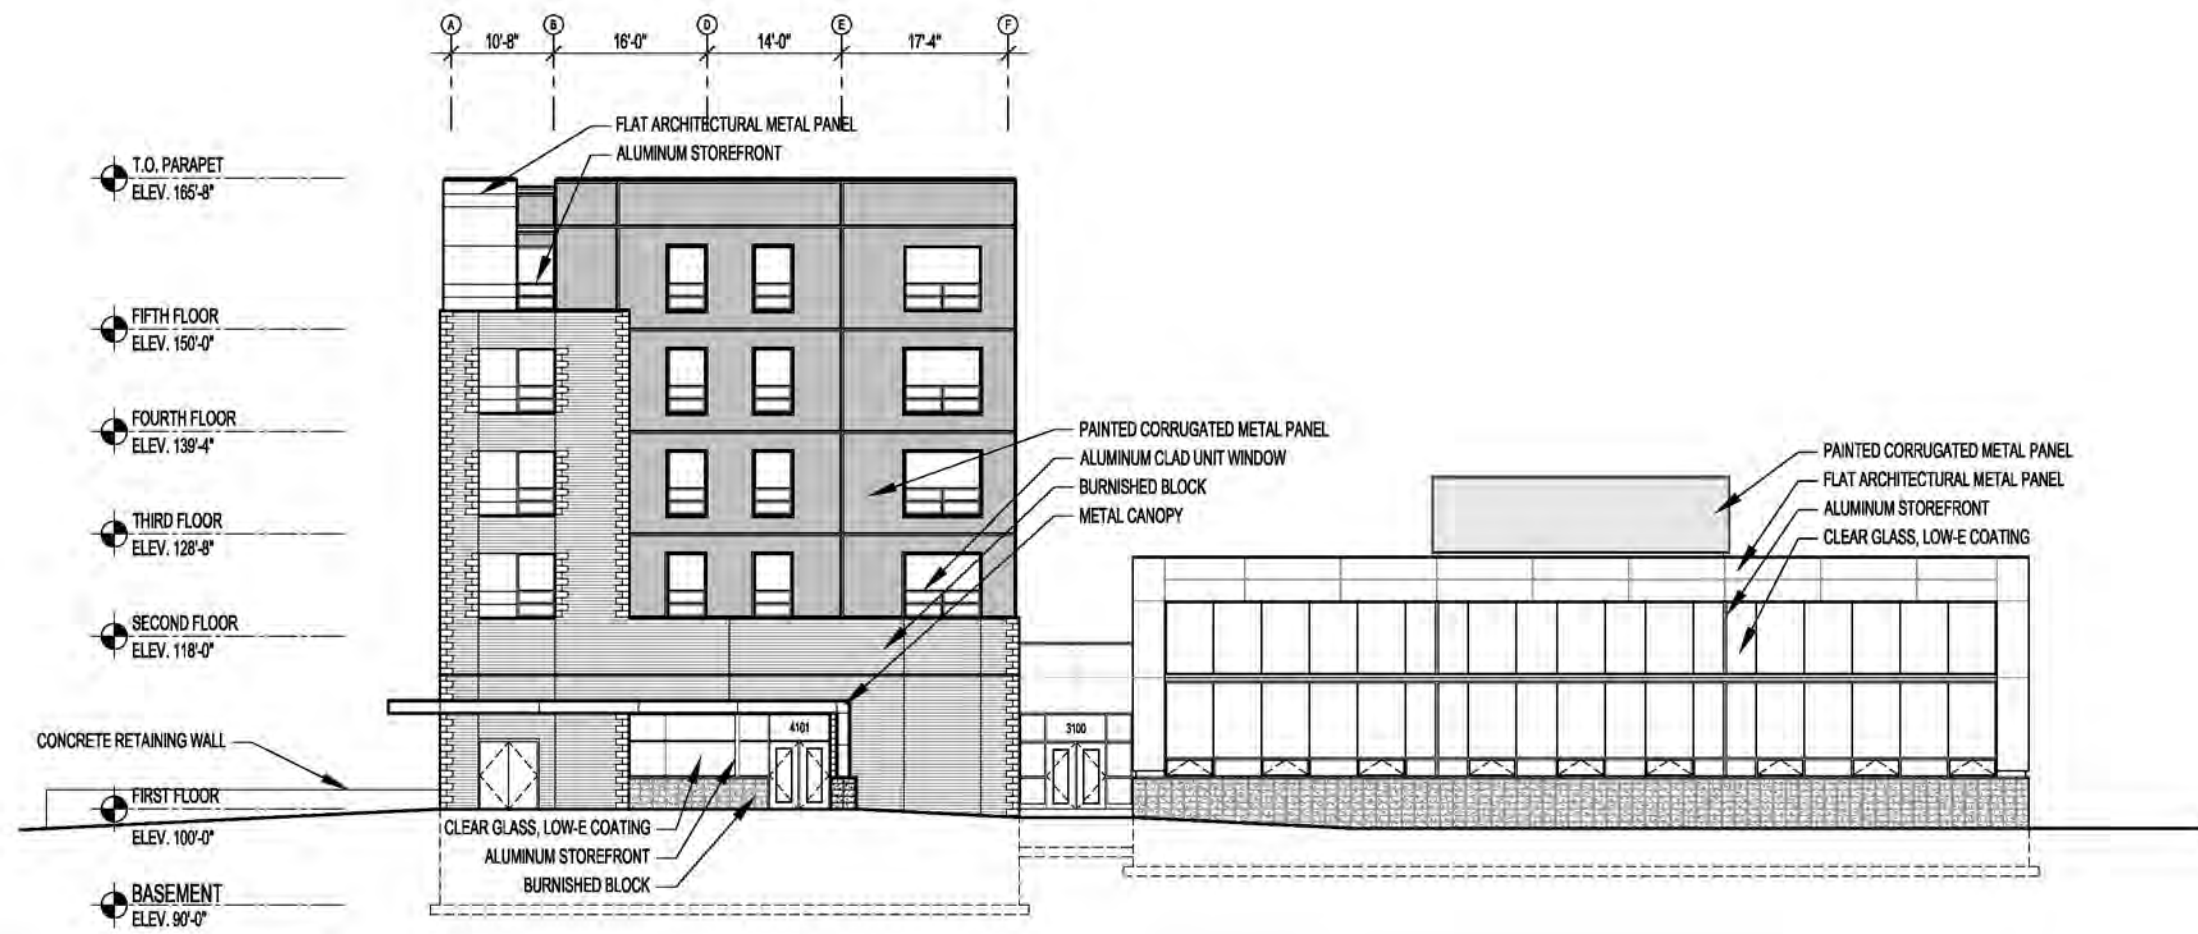 A B D E F
10'-8" 16'-0" 14'-0" 17'-4"
FLAT ARCHITECTURAL METAL PANEL
ALUMINUM STOREFRONT
T.O. PARAPET
ELEV. 165'-8"
FIFTH FLOOR
ELEV. 150'-0"
FOURTH FLOOR
ELEV. 139'-4"
THIRD FLOOR
ELEV. 128'-8"
SECOND FLOOR
ELEV. 118'-0"
CONCRETE RETAINING WALL
FIRST FLOOR
ELEV. 100'-0"
BASEMENT
ELEV. 90'-0"
PAINTED CORRUGATED METAL PANEL
ALUMINUM CLAD UNIT WINDOW
BURNISHED BLOCK
METAL CANOPY
4101
3100
CLEAR GLASS, LOW-E COATING
ALUMINUM STOREFRONT
BURNISHED BLOCK
PAINTED CORRUGATED METAL PANEL
FLAT ARCHITECTURAL METAL PANEL
ALUMINUM STOREFRONT
CLEAR GLASS, LOW-E COATING